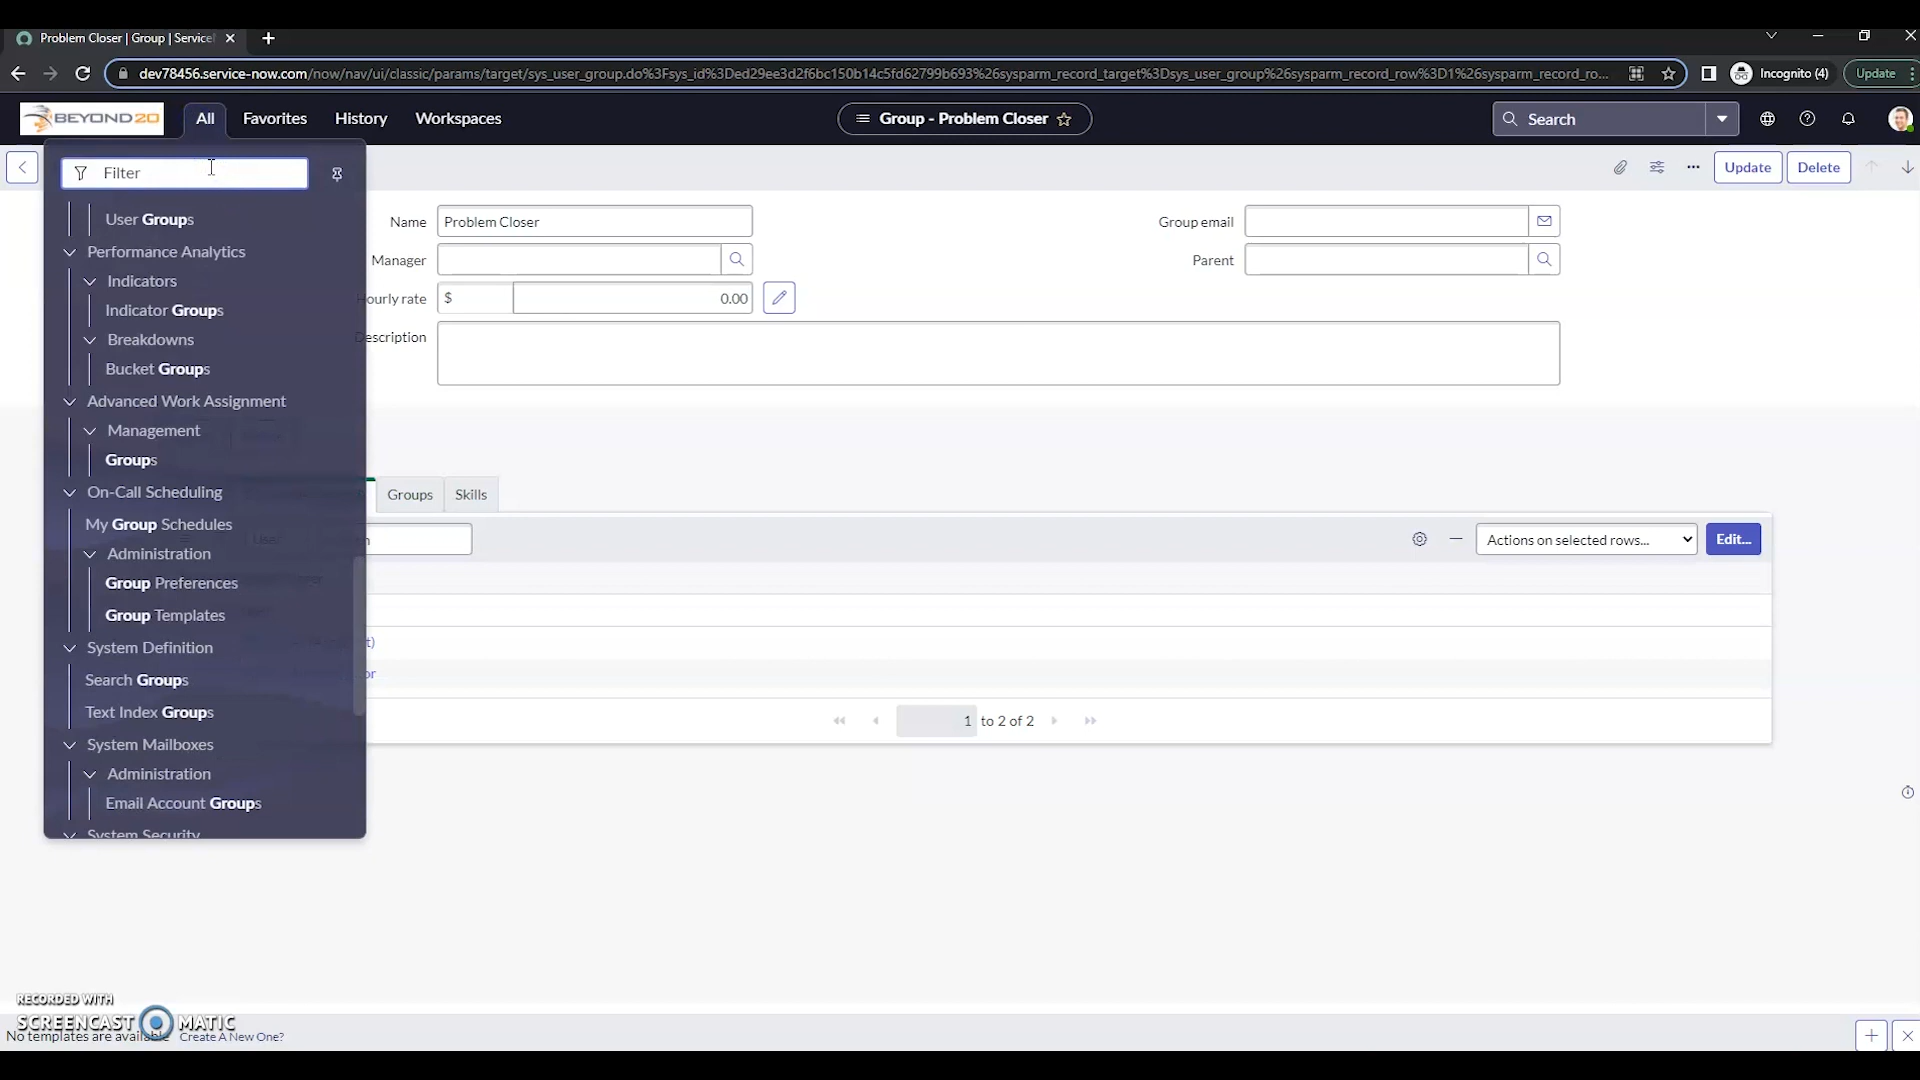 Problem Closer | Group | Service
dev78456.service-now.com/now/nav/ui/classic/params/target/sys_user_group.do%3Fsys_id%3Ded29ee3d2f6bc150b14c5fd62799b693%26sysparm_record_target%3Dsys_user_group%26sysparm_record_row%3D1%26sysparm_record_ro...
Incognito (4)
Update
BEYOND20
All
Favorites
History
Workspaces
Group - Problem Closer
Search
Filter
Update
Delete
User Groups
Performance Analytics
Indicators
Indicator Groups
Breakdowns
Bucket Groups
Advanced Work Assignment
Management
Groups
On-Call Scheduling
My Group Schedules
Administration
Group Preferences
Group Templates
System Definition
Search Groups
Text Index Groups
System Mailboxes
Administration
Email Account Groups
System Security
Name
Problem Closer
Group email
Manager
Parent
Hourly rate
$
0.00
Description
Groups
Skills
Actions on selected rows...
Edit...
1 to 2 of 2
RECORDED WITH
SCREENCAST MATIC
No templates are available
Create A New One?